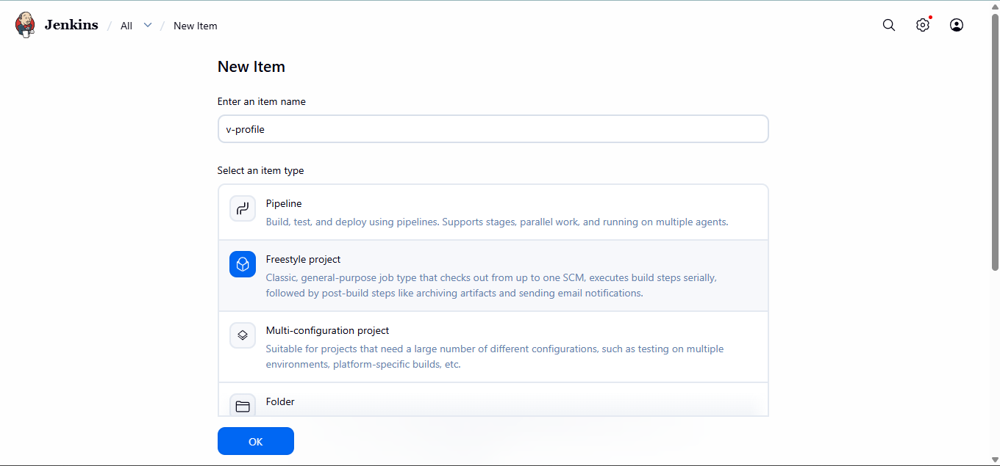 Jenkins / All / New Item
New Item
Enter an item name
v-profile
Select an item type
Pipeline
Build, test, and deploy using pipelines. Supports stages, parallel work, and running on multiple agents.
Freestyle project
Classic, general-purpose job type that checks out from up to one SCM, executes build steps serially,
followed by post-build steps like archiving artifacts and sending email notifications.
Multi-configuration project
Suitable for projects that need a large number of different configurations, such as testing on multiple
environments, platform-specific builds, etc.
Folder
OK